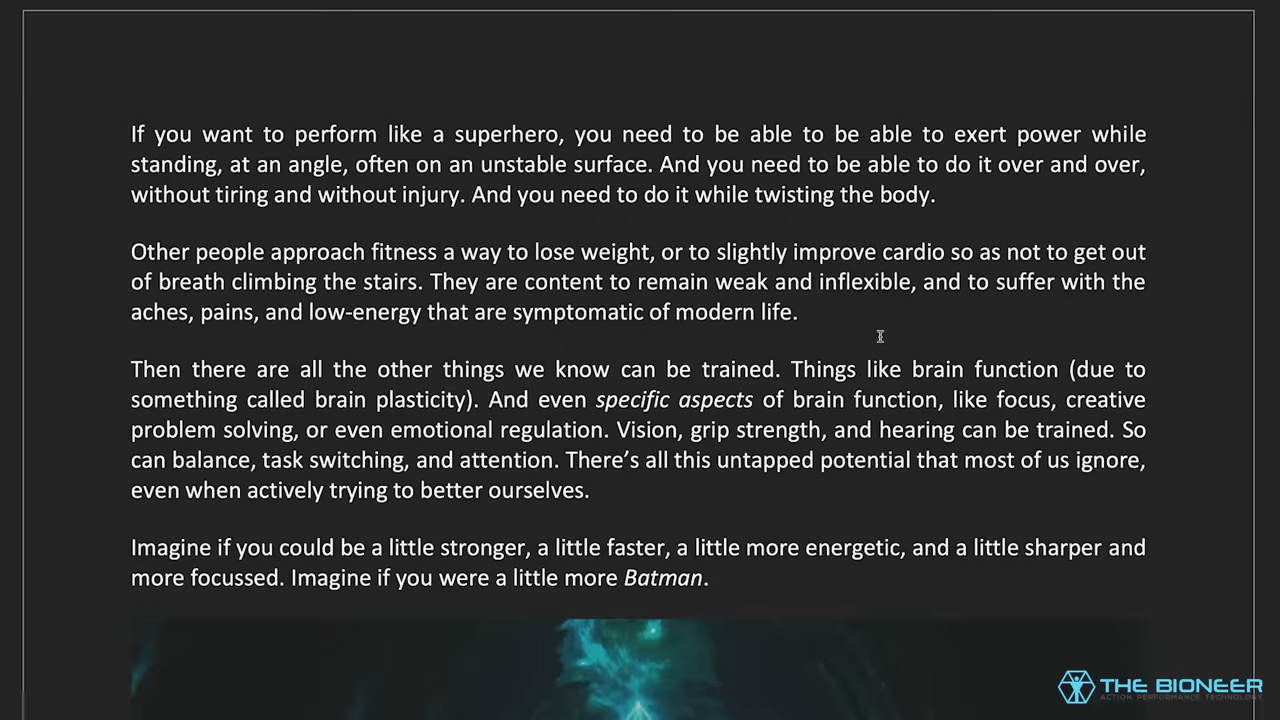 If you want to perform like a superhero, you need to be able to be able to exert power while
standing, at an angle, often on an unstable surface. And you need to be able to do it over and over,
without tiring and without injury. And you need to do it while twisting the body.
Other people approach fitness a way to lose weight, or to slightly improve cardio so as not to get out
of breath climbing the stairs. They are content to remain weak and inflexible, and to suffer with the
aches, pains, and low-energy that are symptomatic of modern life.
Then there are all the other things we know can be trained. Things like brain function (due to
something called brain plasticity). And even specific aspects of brain function, like focus, creative
problem solving, or even emotional regulation. Vision, grip strength, and hearing can be trained. So
can balance, task switching, and attention. There’s all this untapped potential that most of us ignore,
even when actively trying to better ourselves.
Imagine if you could be a little stronger, a little faster, a little more energetic, and a little sharper and
more focussed. Imagine if you were a little more Batman.
THE BIONEER
ACTION PERFORMANCE TECHNOLOGY